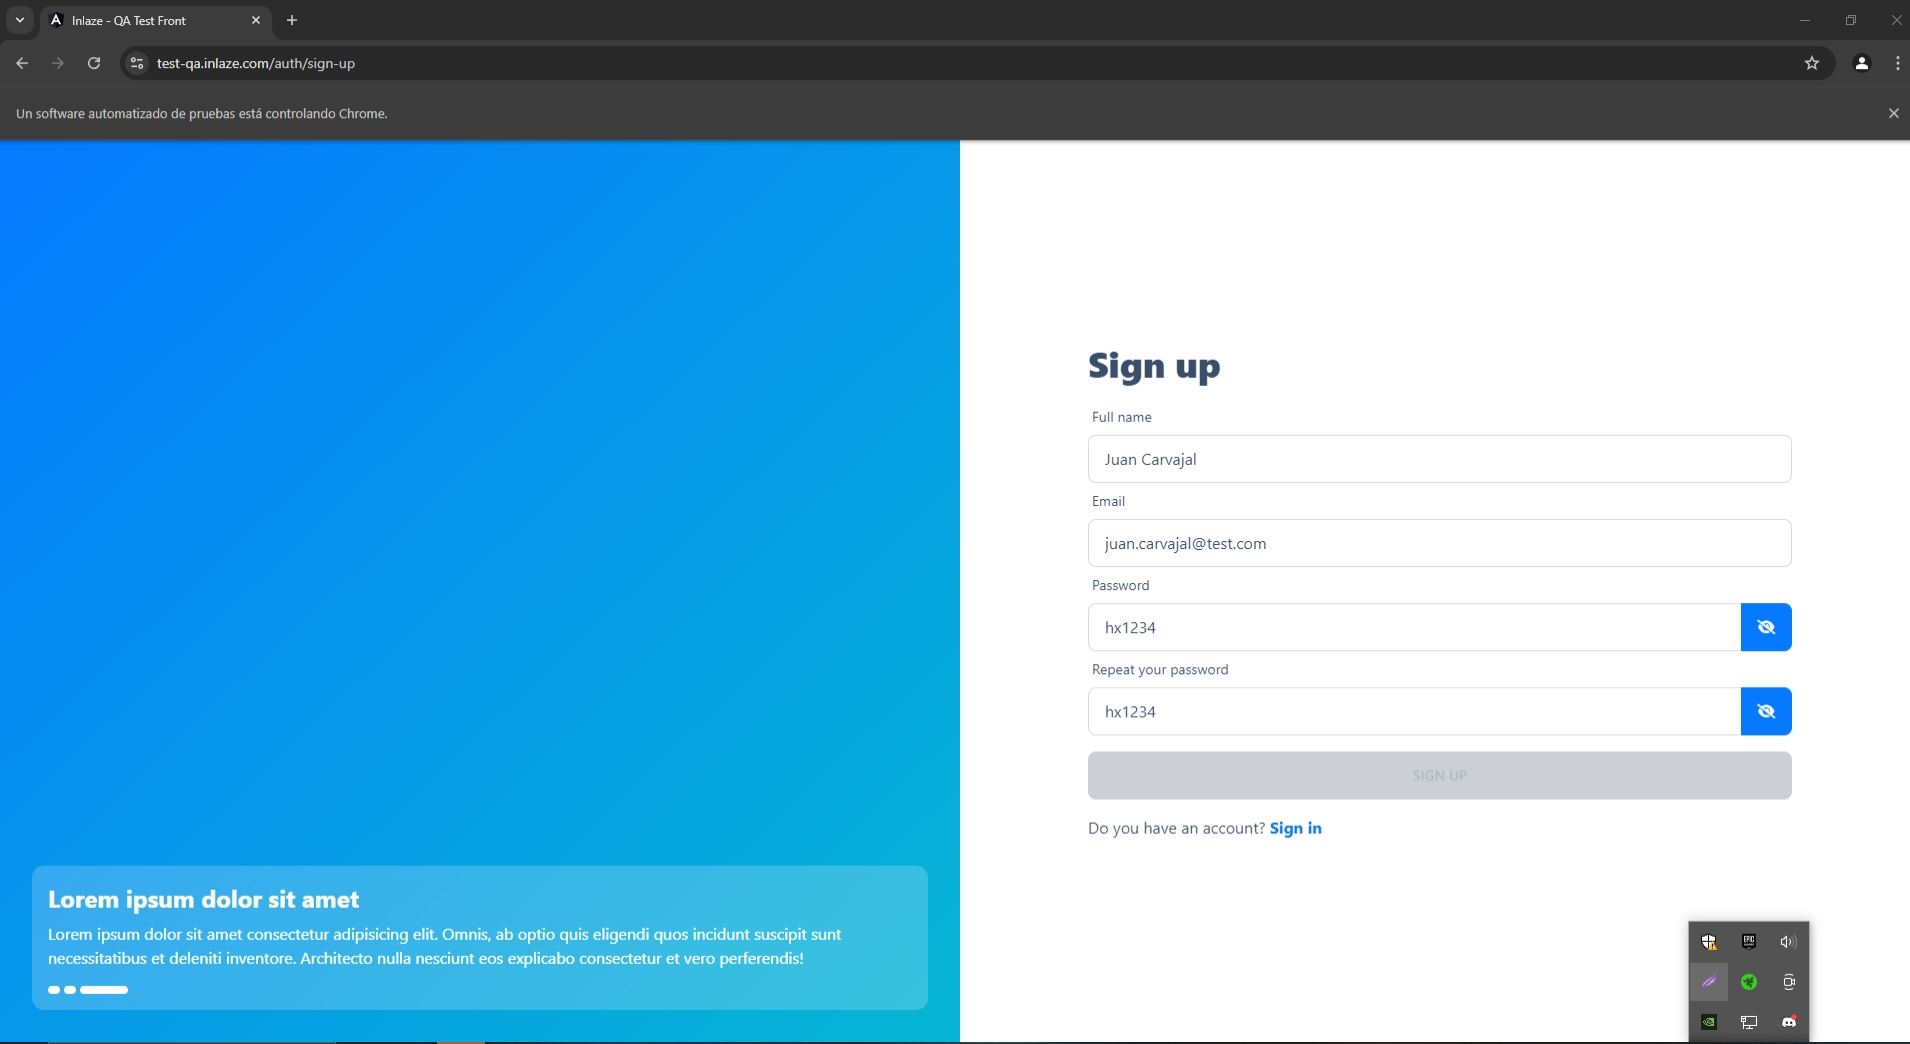 Inlaze - QA Test Front
test-qa.inlaze.com/auth/sign-up
Un software automatizado de pruebas está controlando Chrome.
Sign up
Full name
Juan Carvajal
Email
juan.carvajal@test.com
Password
hx1234
Repeat your password
hx1234
SIGN UP
Do you have an account? Sign in
Lorem ipsum dolor sit amet
Lorem ipsum dolor sit amet consectetur adipisicing elit. Omnis, ab optio quis eligendi quos incidunt suscipit sunt
necessitatibus et deleniti inventore. Architecto nulla nesciunt eos explicabo consectetur et vero perferendis!
EPIC